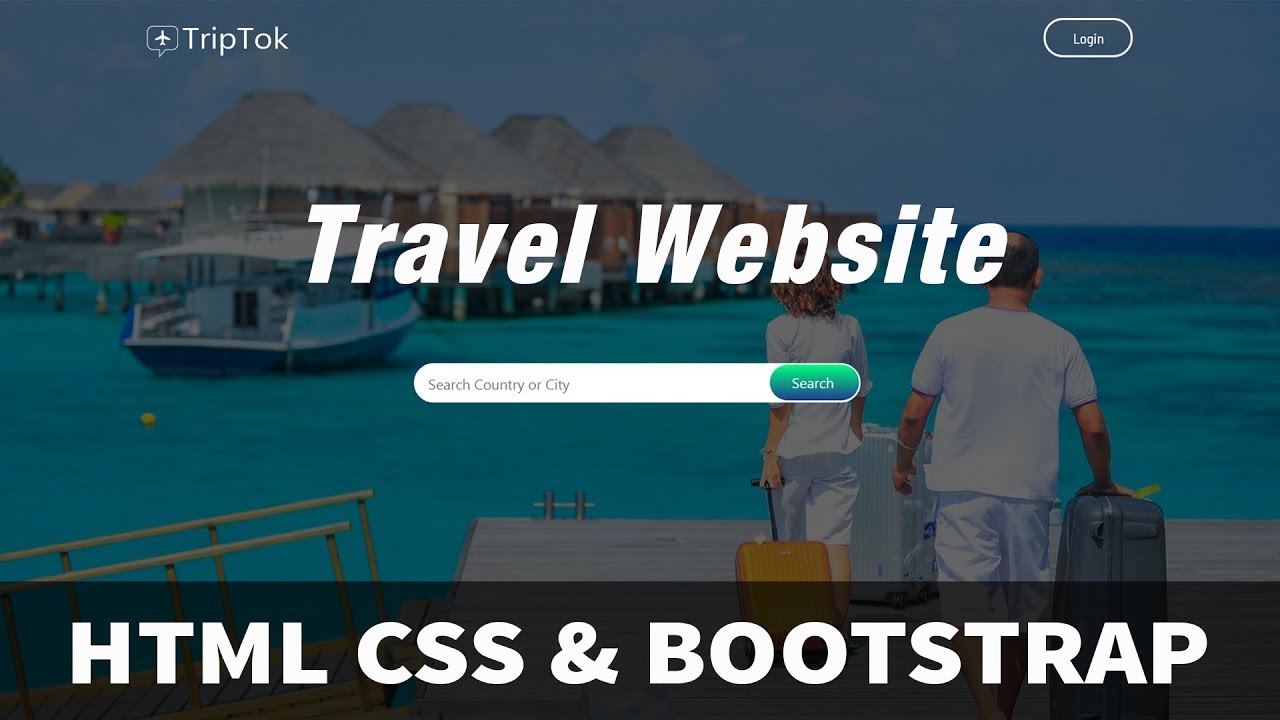 TripTok
Login
Travel Website
Search Country or City
Search
HTML CSS & BOOTSTRAP